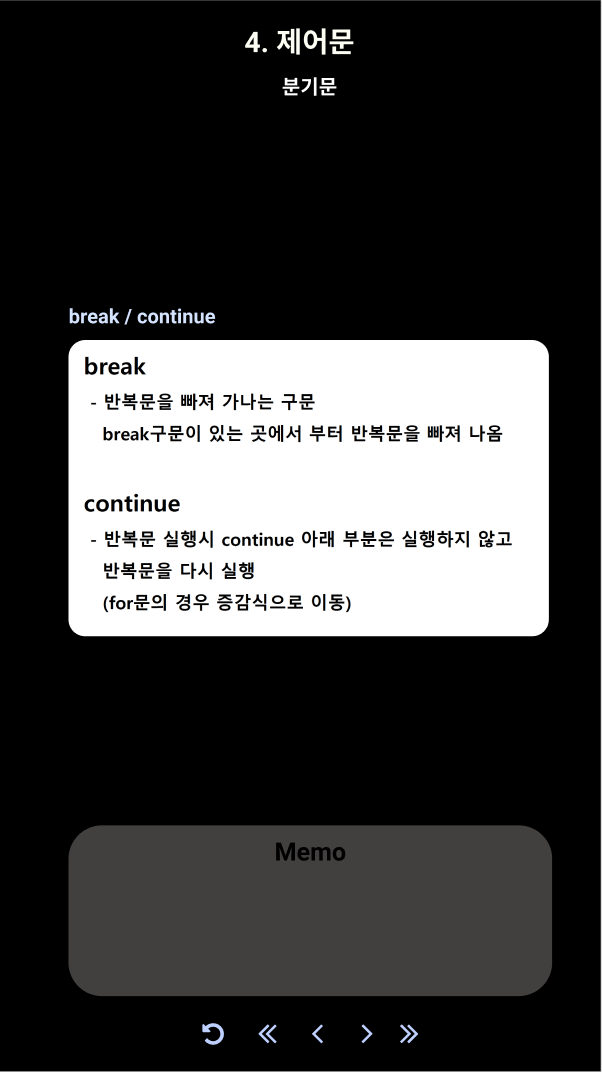 4. 제어문
분기문
break / continue
break
- 반복문을 빠져 가나는 구문
break구문이 있는 곳에서 부터 반복문을 빠져 나옴
continue
- 반복문 실행시 continue 아래 부분은 실행하지 않고
반복문을 다시 실행
(for문의 경우 증감식으로 이동)
Memo